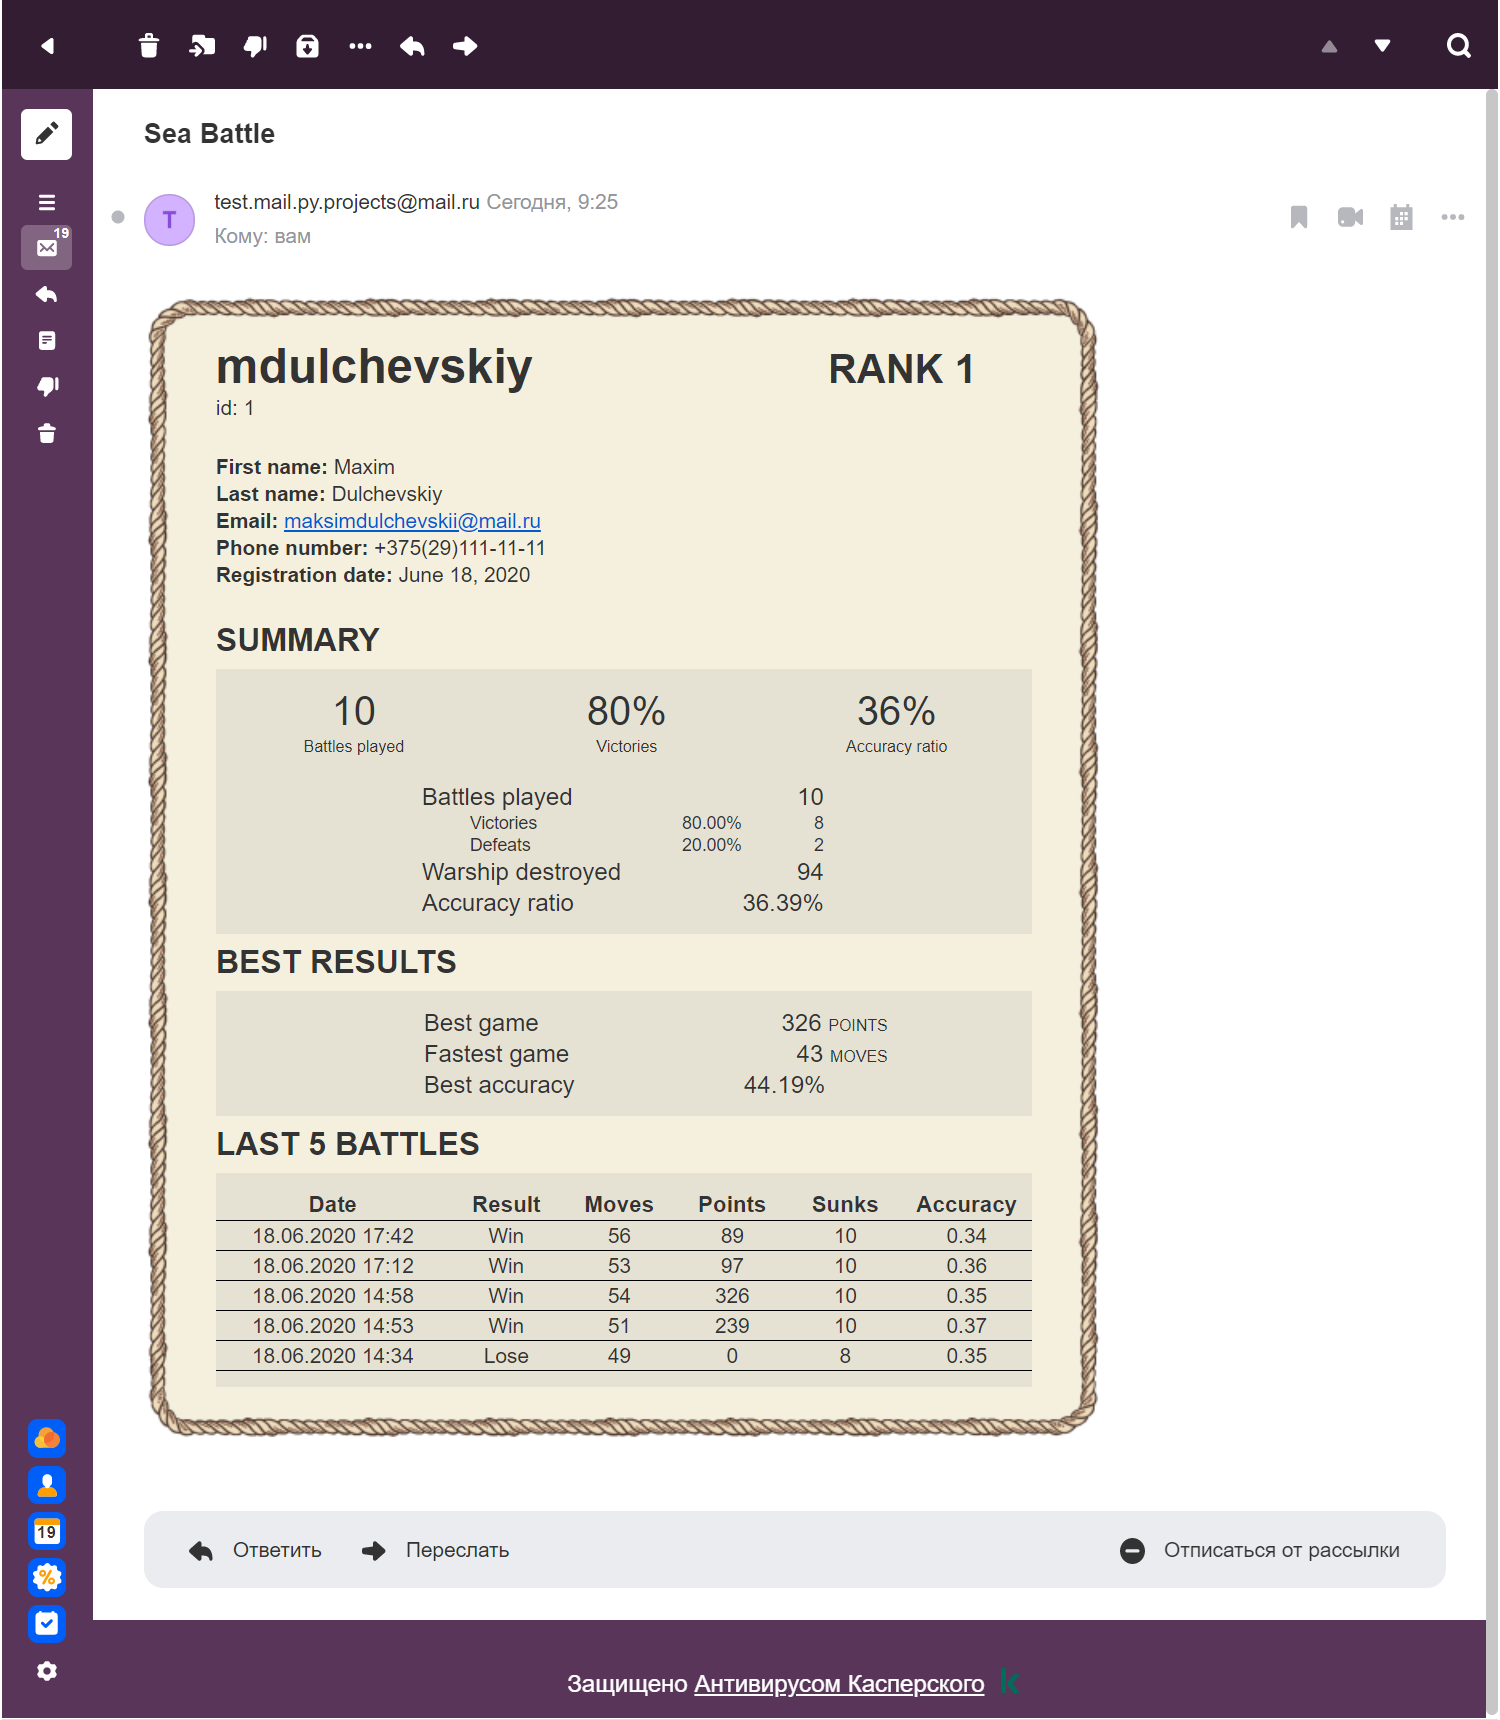 Sea Battle
T
test.mail.py.projects@mail.ru Сегодня, 9:25
Кому: вам
19
mdulchevskiy RANK 1
id: 1
First name: Maxim
Last name: Dulchevskiy
Email: maksimdulchevskii@mail.ru
Phone number: +375(29)111-11-11
Registration date: June 18, 2020
SUMMARY
10 80% 36%
Battles played Victories Accuracy ratio
Battles played 10
Victories 80.00% 8
Defeats 20.00% 2
Warship destroyed 94
Accuracy ratio 36.39%
BEST RESULTS
Best game 326 POINTS
Fastest game 43 MOVES
Best accuracy 44.19%
LAST 5 BATTLES
Date Result Moves Points Sunks Accuracy
18.06.2020 17:42 Win 56 89 10 0.34
18.06.2020 17:12 Win 53 97 10 0.36
18.06.2020 14:58 Win 54 326 10 0.35
18.06.2020 14:53 Win 51 239 10 0.37
18.06.2020 14:34 Lose 49 0 8 0.35
19
%
Ответить Переслать Отписаться от рассылки
Защищено Антивирусом Касперского k